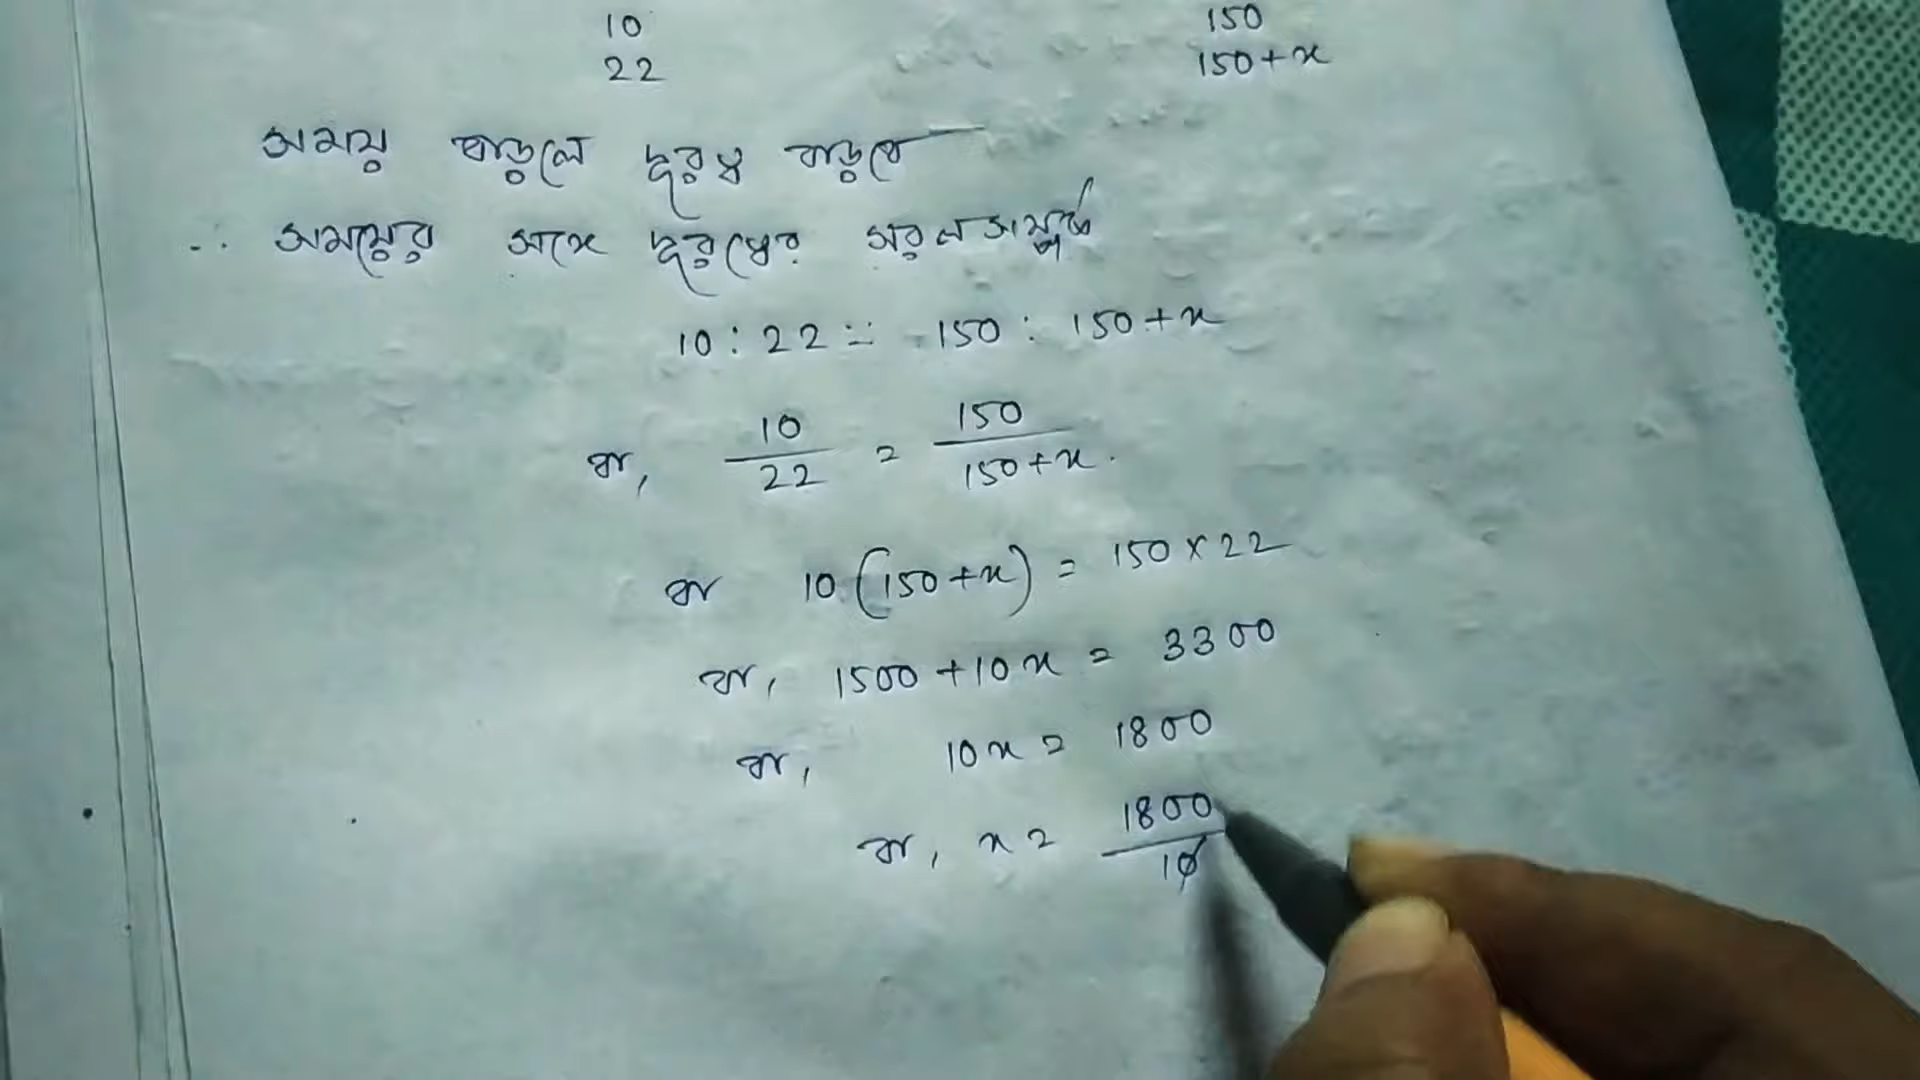 10 150
22 150+x
সময় বাড়লে দূরত্ব বাড়বে
∴ সময়ের সঙ্গে দূরত্বের সরল সম্পর্ক
10 : 22 :: 150 : 150+x
বা, 10/22 = 150/150+x.
বা 10 (150+x) = 150×22
বা, 1500+10x = 3300
বা, 10x = 1800
বা, x = 1800/10